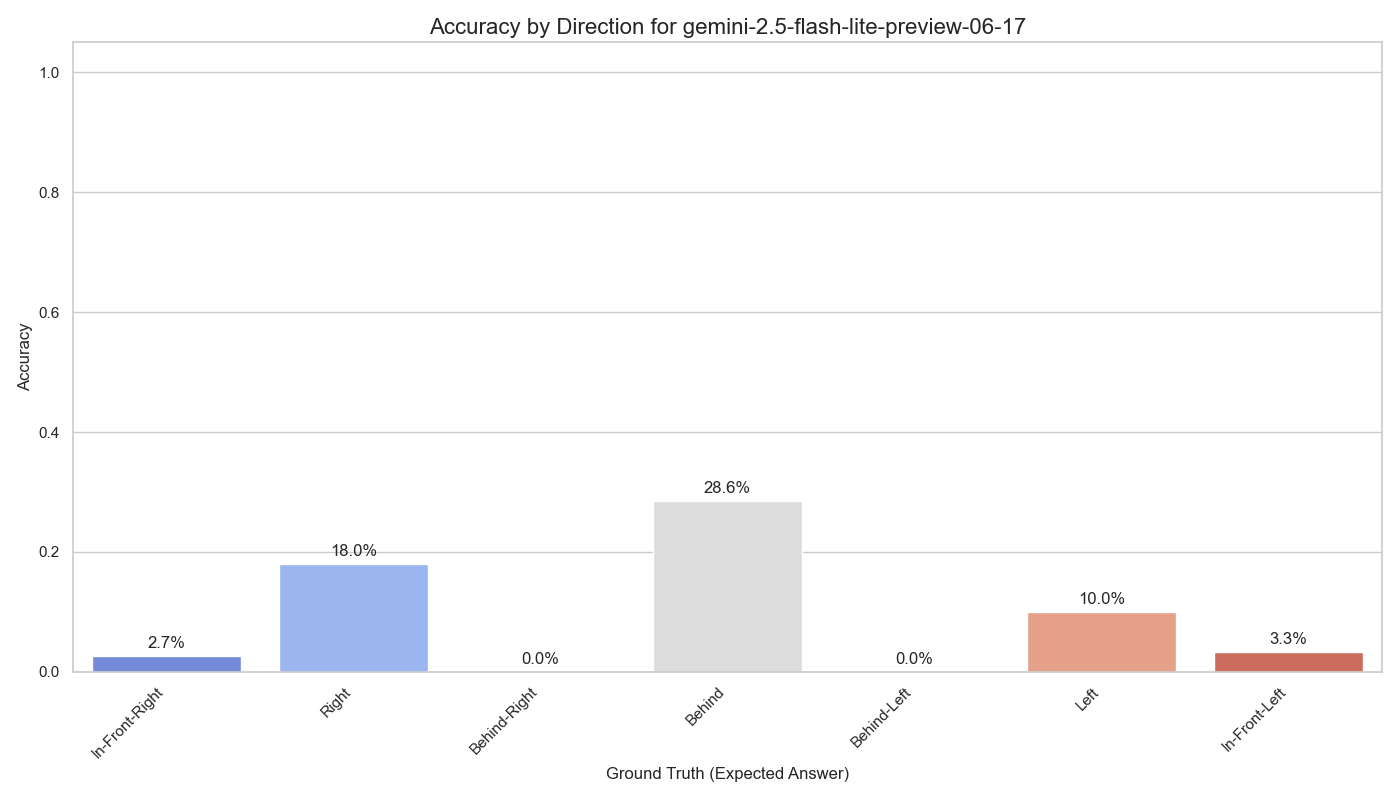 Accuracy by Direction for gemini-2.5-flash-lite-preview-06-17
Accuracy
1.0
0.8
0.6
0.4
0.2
0.0
2.7%
18.0%
0.0%
28.6%
0.0%
10.0%
3.3%
In-Front-Right
Right
Behind-Right
Behind
Behind-Left
Left
In-Front-Left
Ground Truth (Expected Answer)